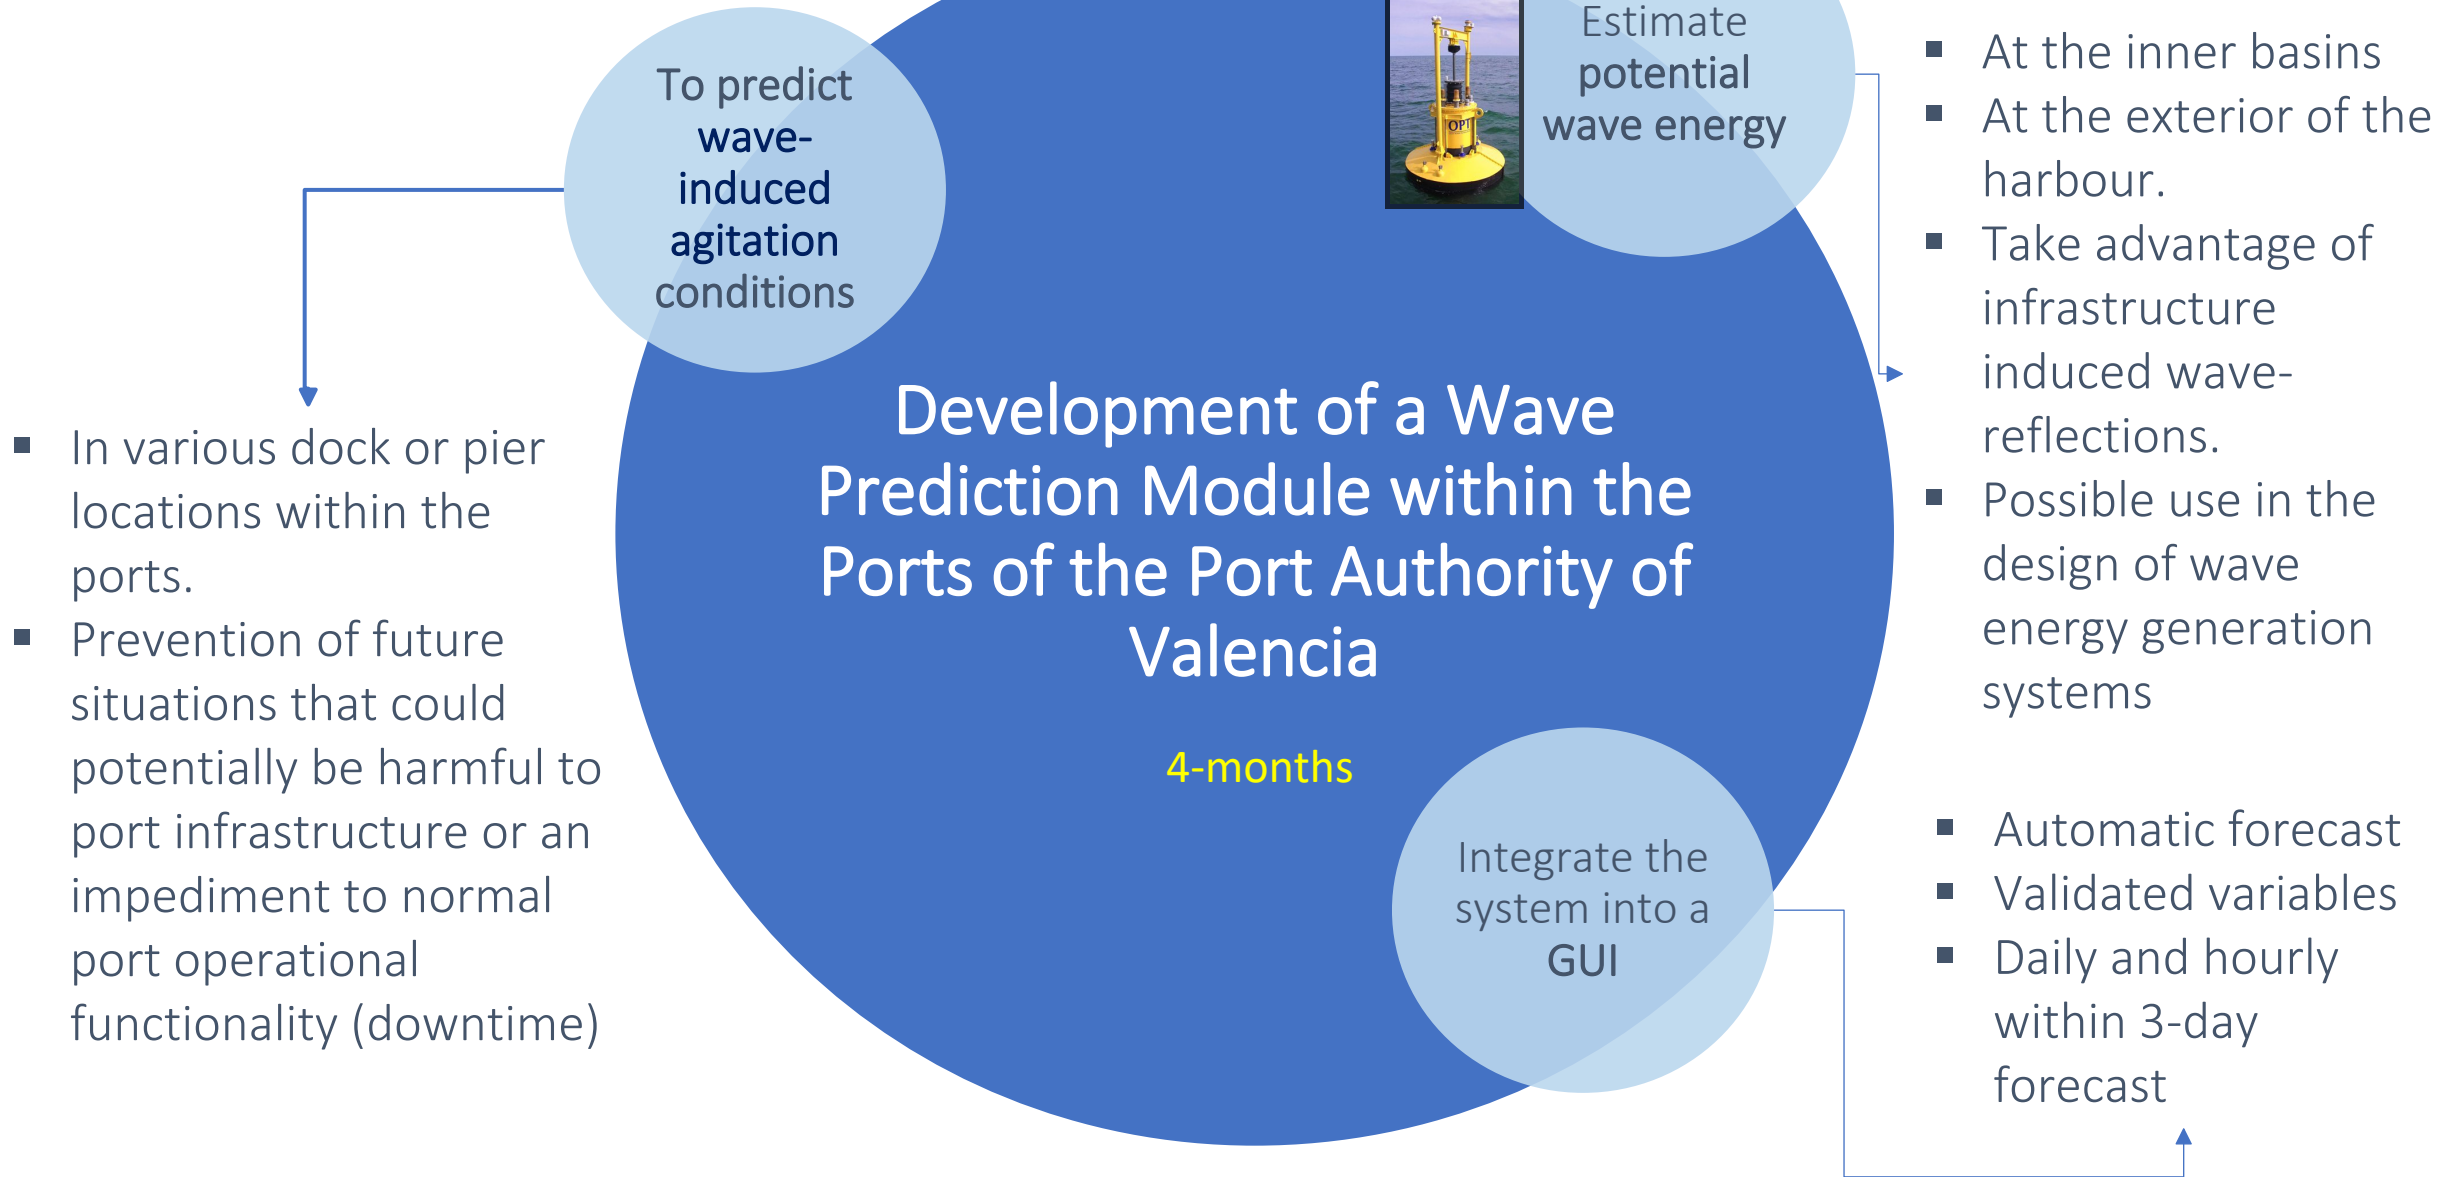 To predict
wave-
induced
agitation
conditions
Estimate
potential
wave energy
OPT
▪ At the inner basins
▪ At the exterior of the
harbour.
▪ Take advantage of
infrastructure
induced wave-
reflections.
▪ Possible use in the
design of wave
energy generation
systems
▪ In various dock or pier
locations within the
ports.
▪ Prevention of future
situations that could
potentially be harmful to
port infrastructure or an
impediment to normal
port operational
functionality (downtime)
Development of a Wave
Prediction Module within the
Ports of the Port Authority of
Valencia
4-months
Integrate the
system into a
GUI
▪ Automatic forecast
▪ Validated variables
▪ Daily and hourly
within 3-day
forecast